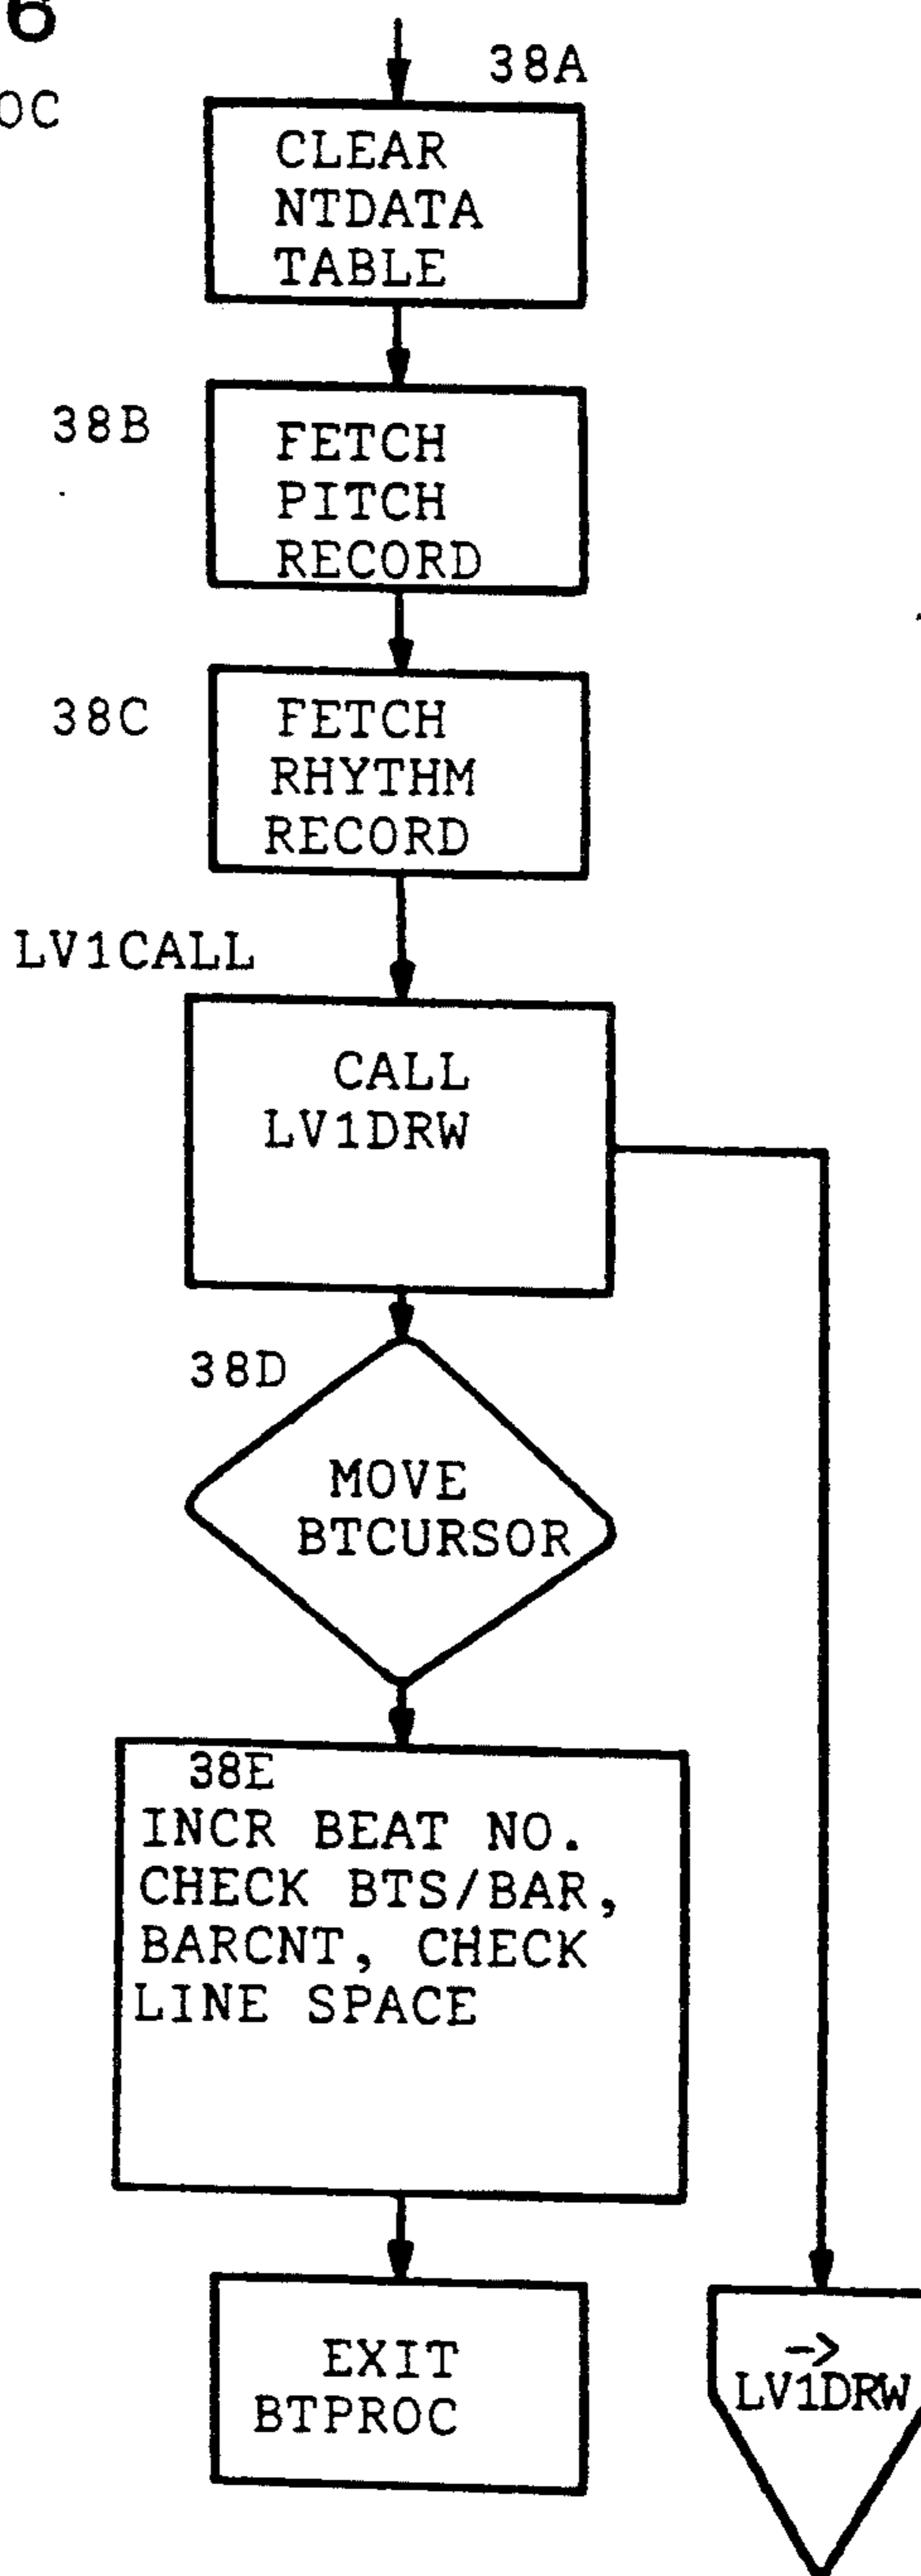 6
OC
38A
CLEAR
NTDATA
TABLE
38B
FETCH
PITCH
RECORD
38C
FETCH
RHYTHM
RECORD
LV1CALL
CALL
LV1DRW
38D
MOVE
BTCURSOR
38E
INCR BEAT NO.
CHECK BTS/BAR,
BARCNT, CHECK
LINE SPACE
EXIT
BTPROC
->
LV1DRW